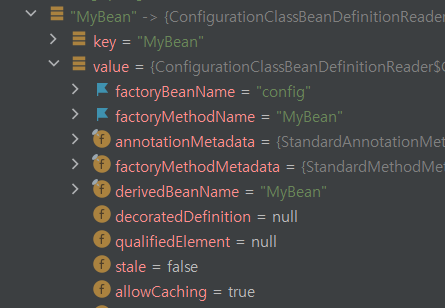 "MyBean" -> {ConfigurationClassBeanDefinitionReader
key = "MyBean"
value = {ConfigurationClassBeanDefinitionReader$
factoryBeanName = "config"
factoryMethodName = "MyBean"
annotationMetadata = {StandardAnnotationMet
factoryMethodMetadata = {StandardMethodMe
derivedBeanName = "MyBean"
decoratedDefinition = null
qualifiedElement = null
stale = false
allowCaching = true